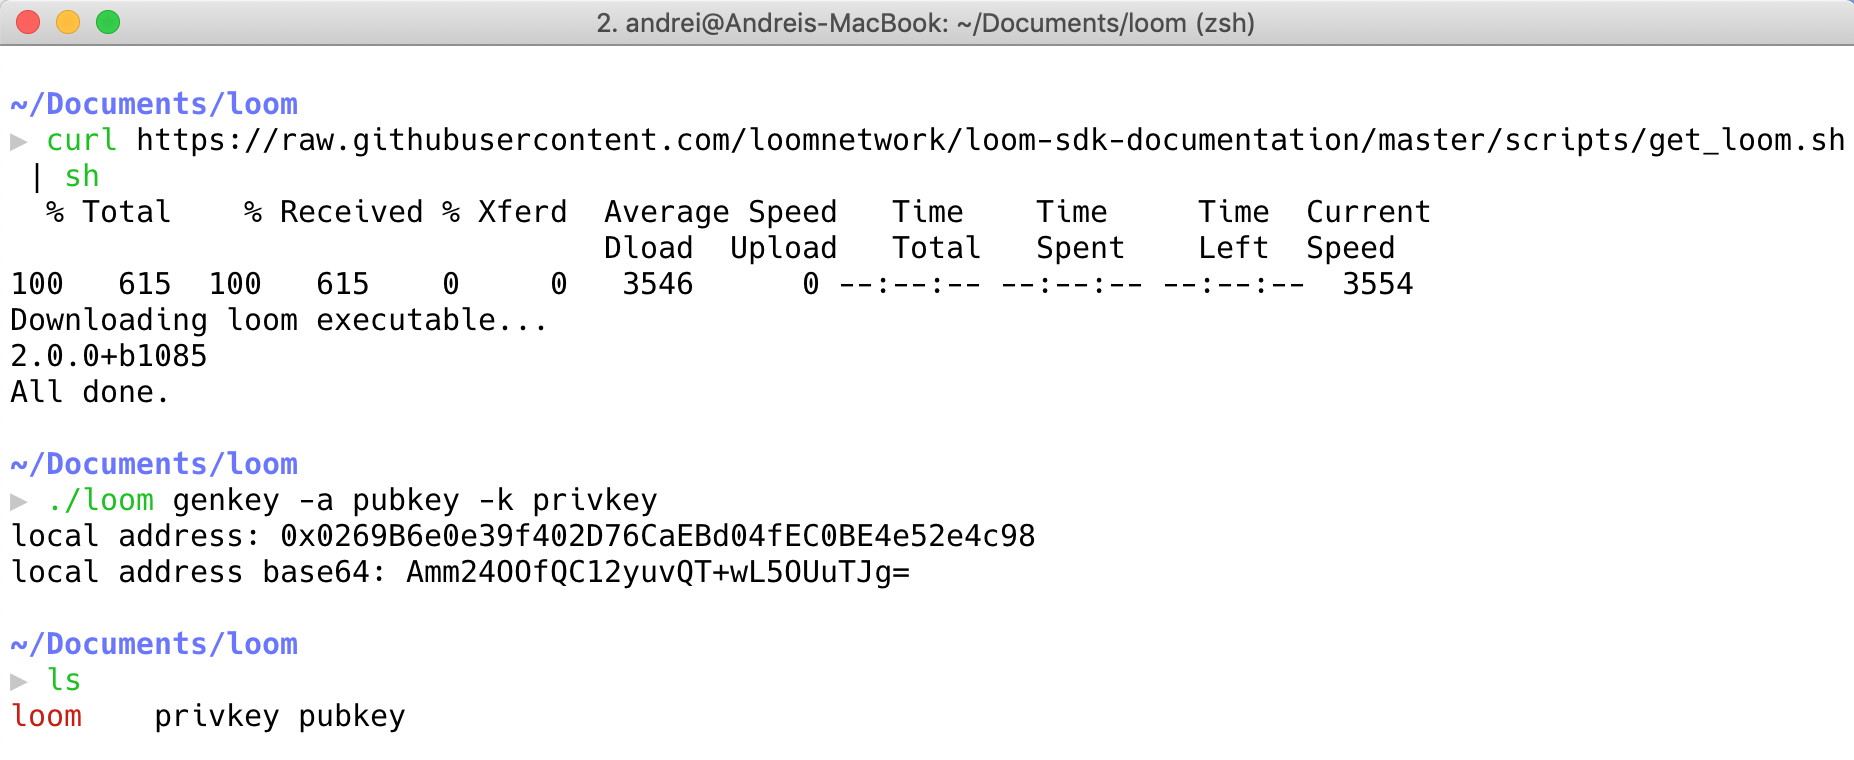 2. andrei@Andreis-MacBook: ~/Documents/loom (zsh)
~/Documents/loom
▶ curl https://raw.githubusercontent.com/loomnetwork/loom-sdk-documentation/master/scripts/get_loom.sh
 | sh
  % Total    % Received % Xferd  Average Speed   Time    Time     Time  Current
                                 Dload  Upload   Total   Spent    Left  Speed
100   615  100   615    0     0   3546      0 --:--:-- --:--:-- --:--:--  3554
Downloading loom executable...
2.0.0+b1085
All done.
~/Documents/loom
▶ ./loom genkey -a pubkey -k privkey
local address: 0x0269B6e0e39f402D76CaEBd04fEC0BE4e52e4c98
local address base64: Amm24OOfQC12yuvQT+wL5OUuTJg=
~/Documents/loom
▶ ls
loom    privkey pubkey